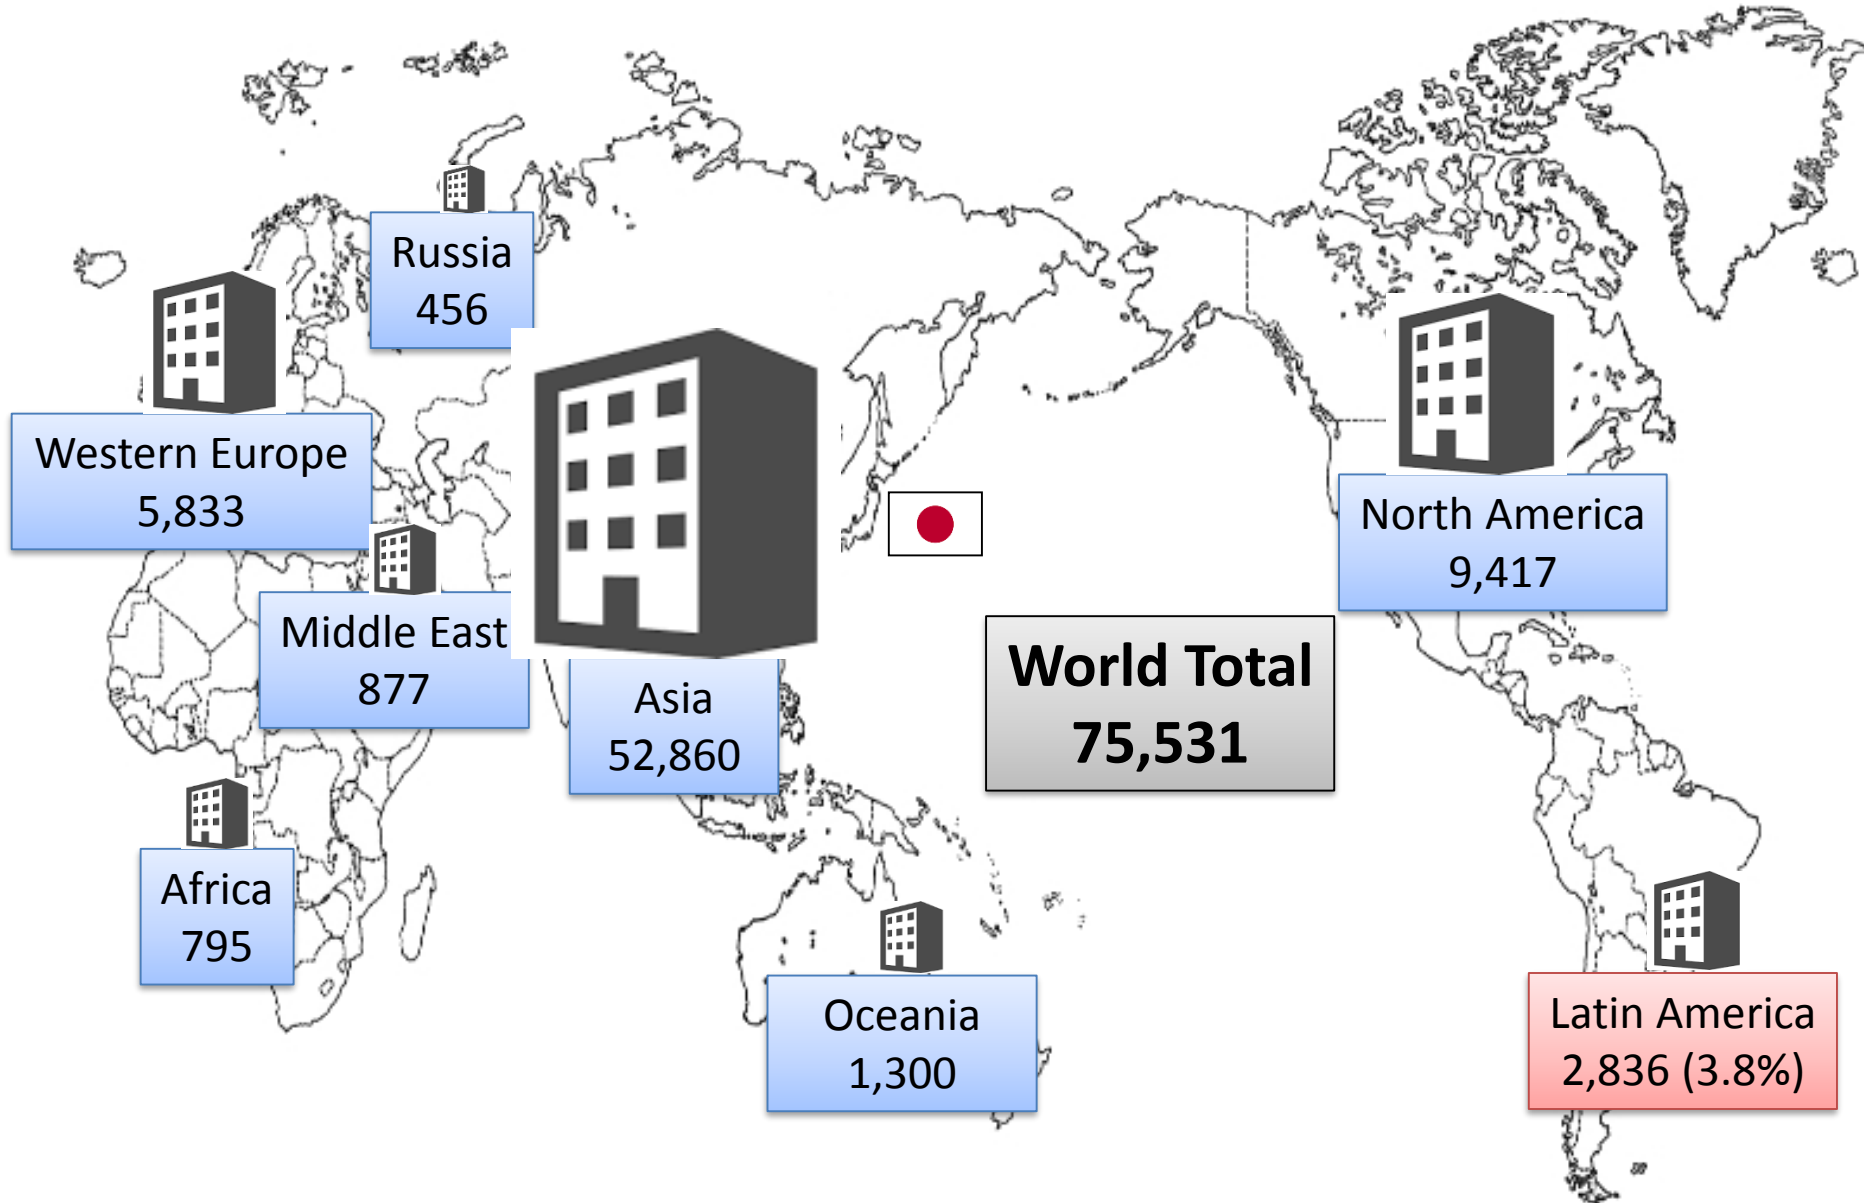 Russia
456
Western Europe
5,833
North America
9,417
Middle East
877
World Total
75,531
Asia
52,860
Africa
795
Oceania
1,300
Latin America
2,836 (3.8%)